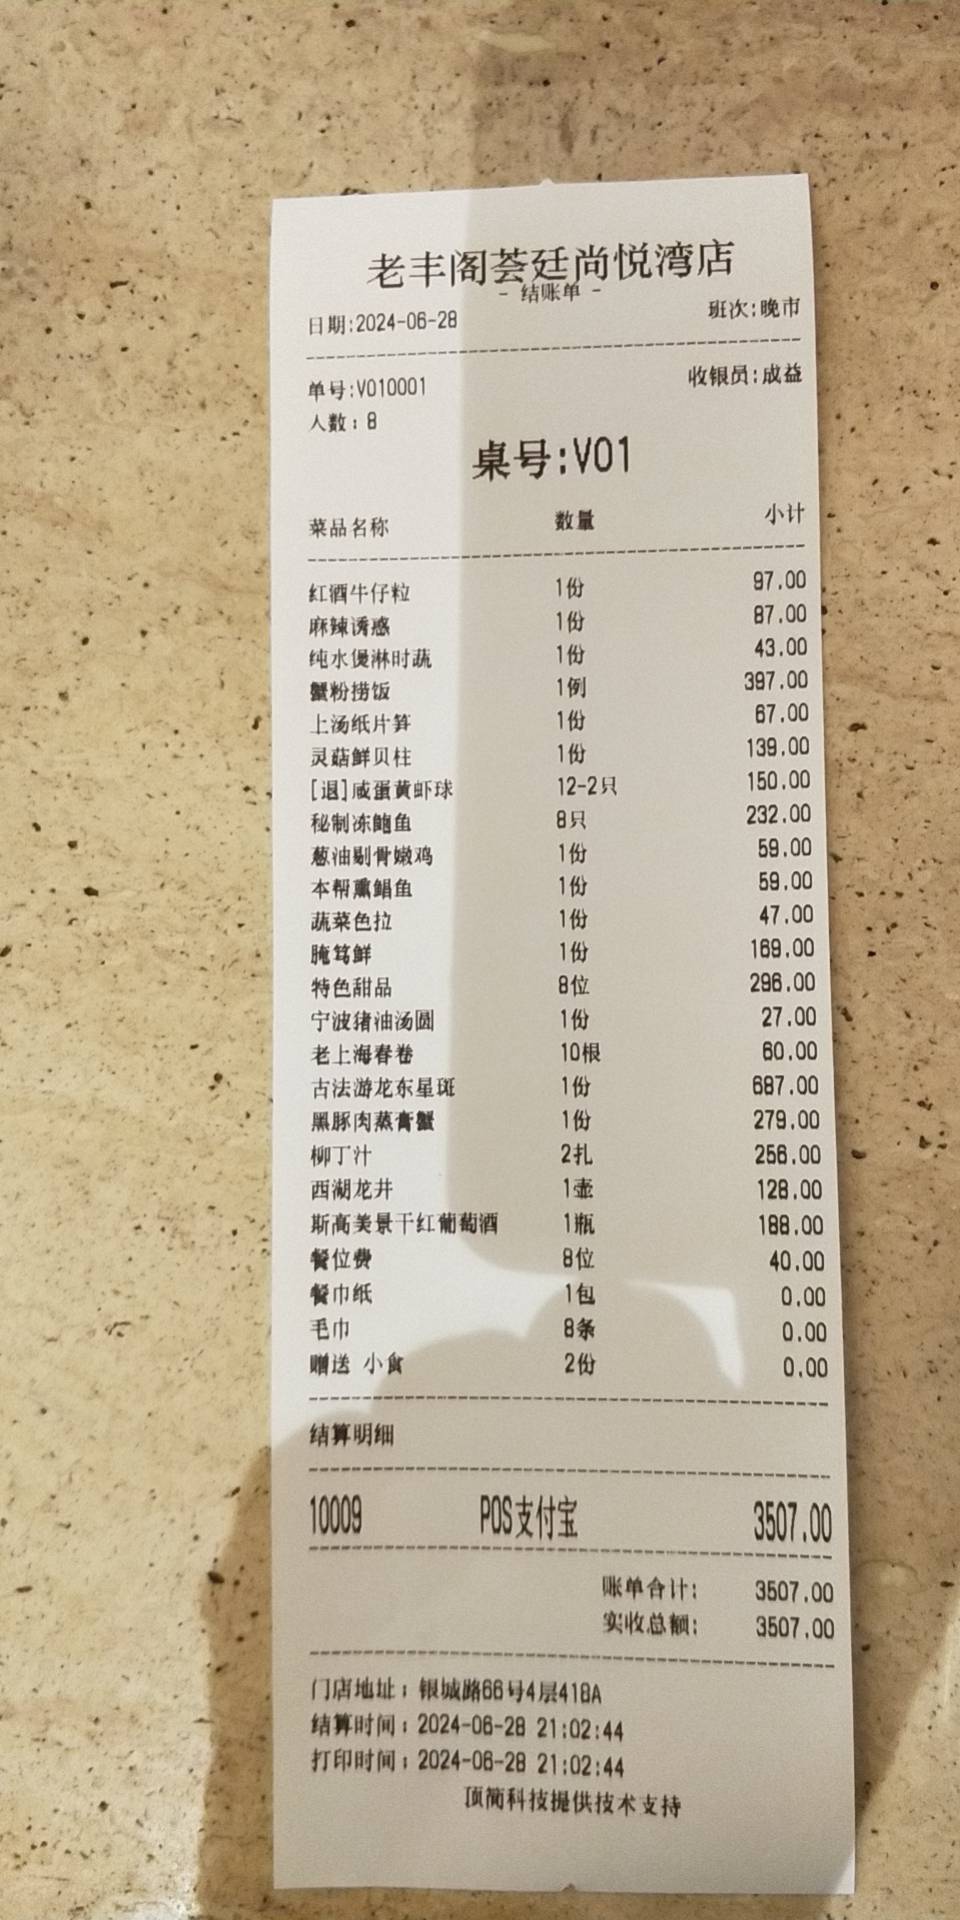 老丰阁荟廷尚悦湾店
- 结账单 -
日期:2024-06-28 班次:晚市
单号:V010001 收银员:成益
人数:8
桌号:V01
菜品名称 数量 小计
红酒牛仔粒 1份 97.00
麻辣诱惑 1份 87.00
纯水煲淋时蔬 1份 43.00
蟹粉捞饭 1例 397.00
上汤纸片笋 1份 67.00
灵菇鲜贝柱 1份 139.00
[退]咸蛋黄虾球 12-2只 150.00
秘制冻鲍鱼 8只 232.00
葱油剔骨嫩鸡 1份 59.00
本帮熏鲳鱼 1份 59.00
蔬菜色拉 1份 47.00
腌笃鲜 1份 169.00
特色甜品 8位 296.00
宁波猪油汤圆 1份 27.00
老上海春卷 10根 60.00
古法游龙东星斑 1份 687.00
黑豚肉蒸膏蟹 1份 279.00
柳丁汁 2扎 256.00
西湖龙井 1壶 128.00
斯高美景干红葡萄酒 1瓶 188.00
餐位费 8位 40.00
餐巾纸 1包 0.00
毛巾 8条 0.00
赠送 小食 2份 0.00
结算明细
10009 POS支付宝 3507.00
账单合计: 3507.00
实收总额: 3507.00
门店地址: 银城路66号4层418A
结算时间: 2024-06-28 21:02:44
打印时间: 2024-06-28 21:02:44
顶简科技提供技术支持